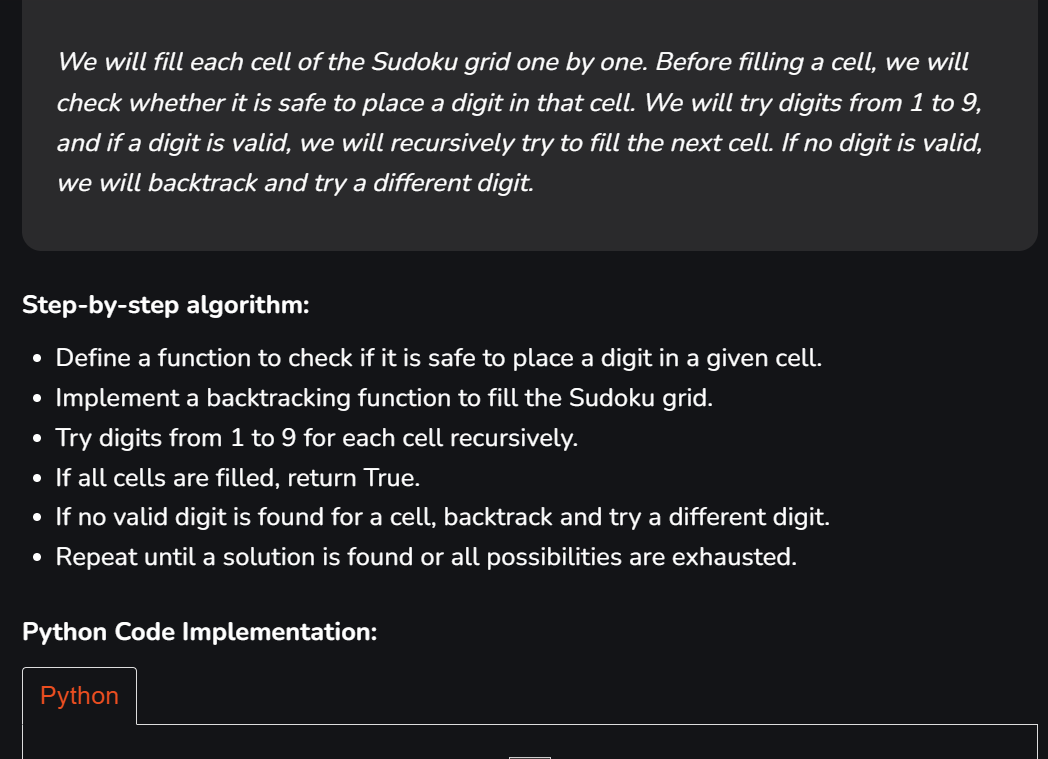 We will fill each cell of the Sudoku grid one by one. Before filling a cell, we will
check whether it is safe to place a digit in that cell. We will try digits from 1 to 9,
and if a digit is valid, we will recursively try to fill the next cell. If no digit is valid,
we will backtrack and try a different digit.
Step-by-step algorithm:
• Define a function to check if it is safe to place a digit in a given cell.
• Implement a backtracking function to fill the Sudoku grid.
• Try digits from 1 to 9 for each cell recursively.
• If all cells are filled, return True.
• If no valid digit is found for a cell, backtrack and try a different digit.
• Repeat until a solution is found or all possibilities are exhausted.
Python Code Implementation:
Python